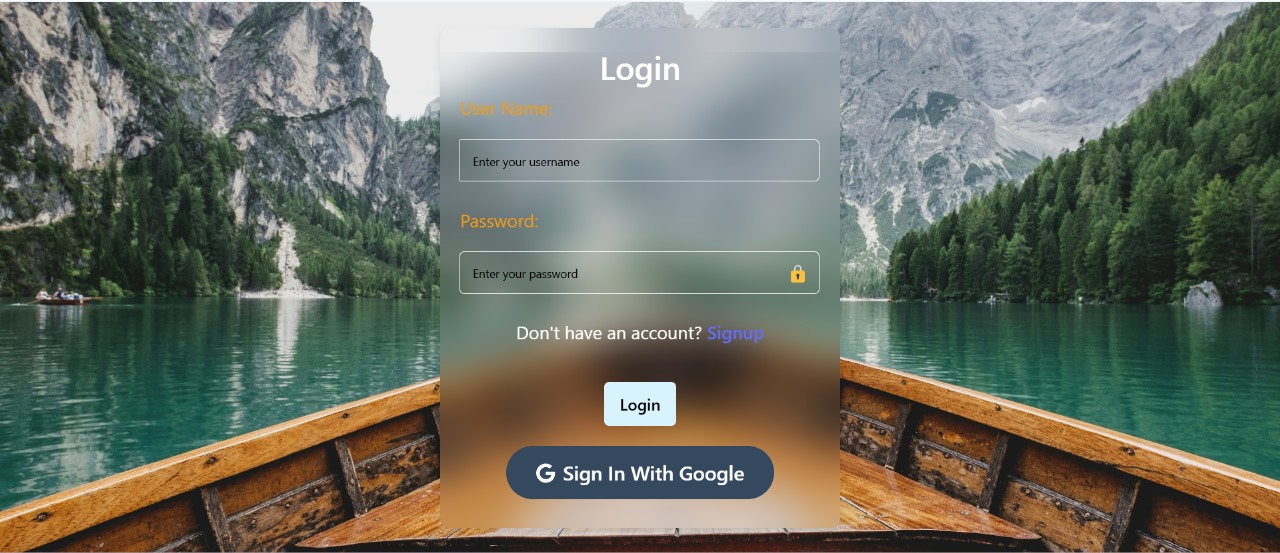 Login
User Name:
Enter your username
Password:
Enter your password
Don't have an account? Signup
Login
Sign In With Google